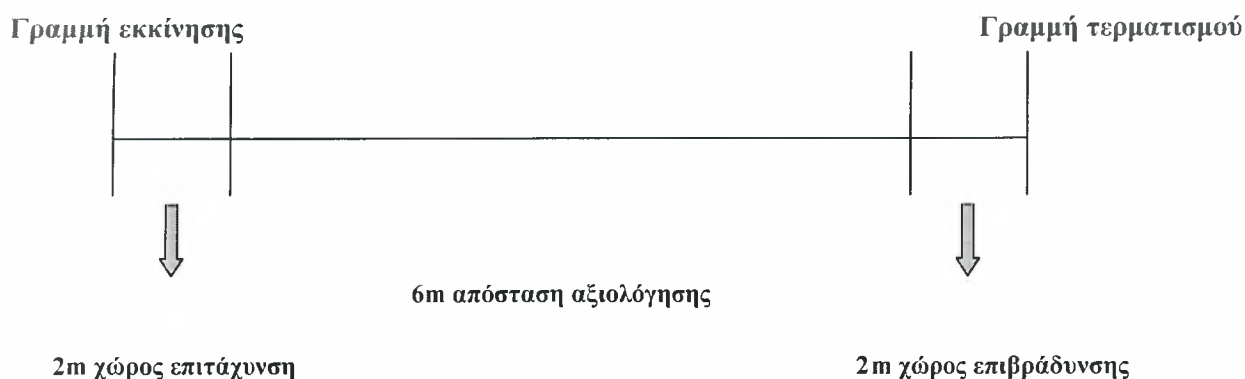 Γραμμή εκκίνησης
Γραμμή τερματισμού
6m απόσταση αξιολόγησης
2m χώρος επιτάχυνση
2m χώρος επιβράδυνσης